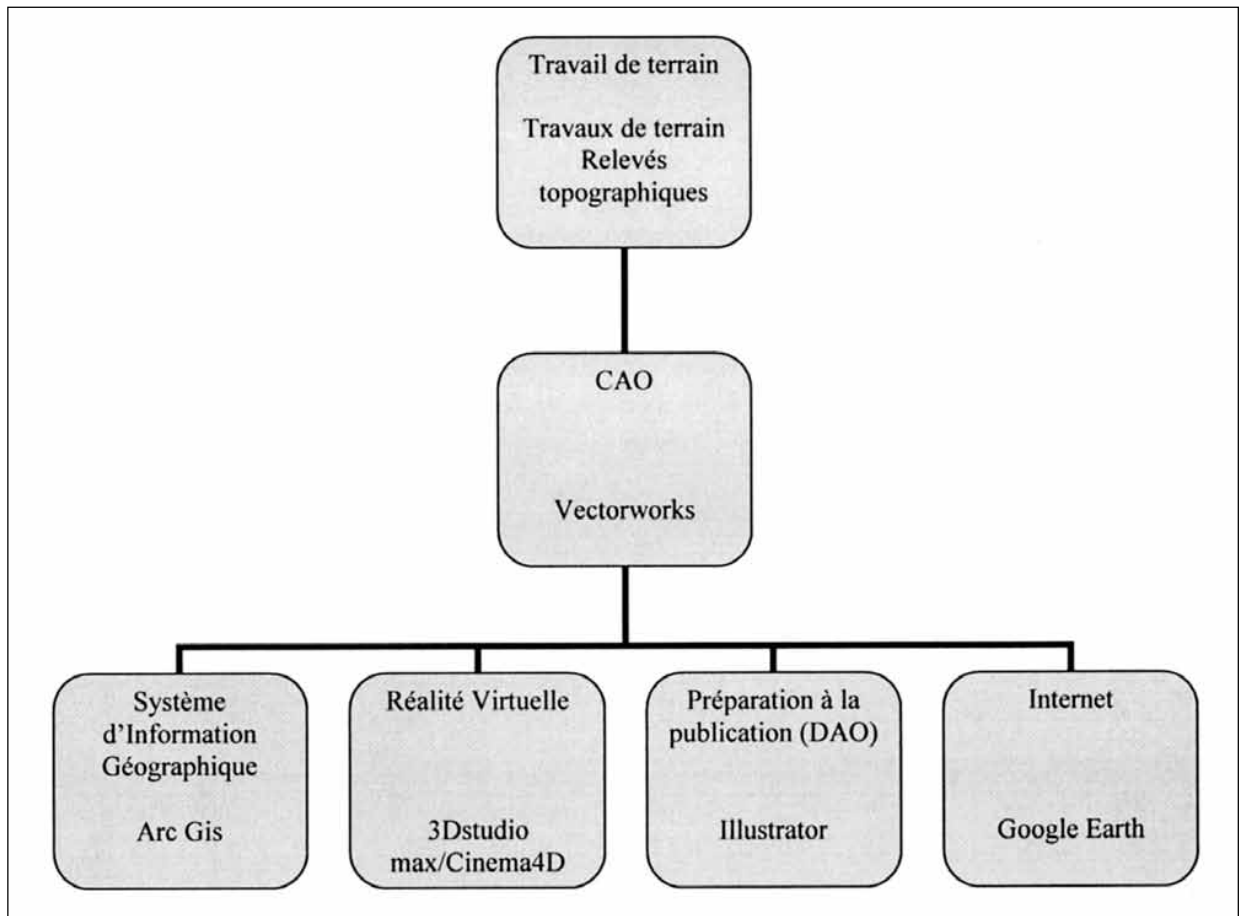 Travail de terrain
Travaux de terrain
Relevés
topographiques
CAO
Vectorworks
Système
d'Information
Géographique
Arc Gis
Réalité Virtuelle
3Dstudio
max/Cinema4D
Préparation à la
publication (DAO)
Illustrator
Internet
Google Earth